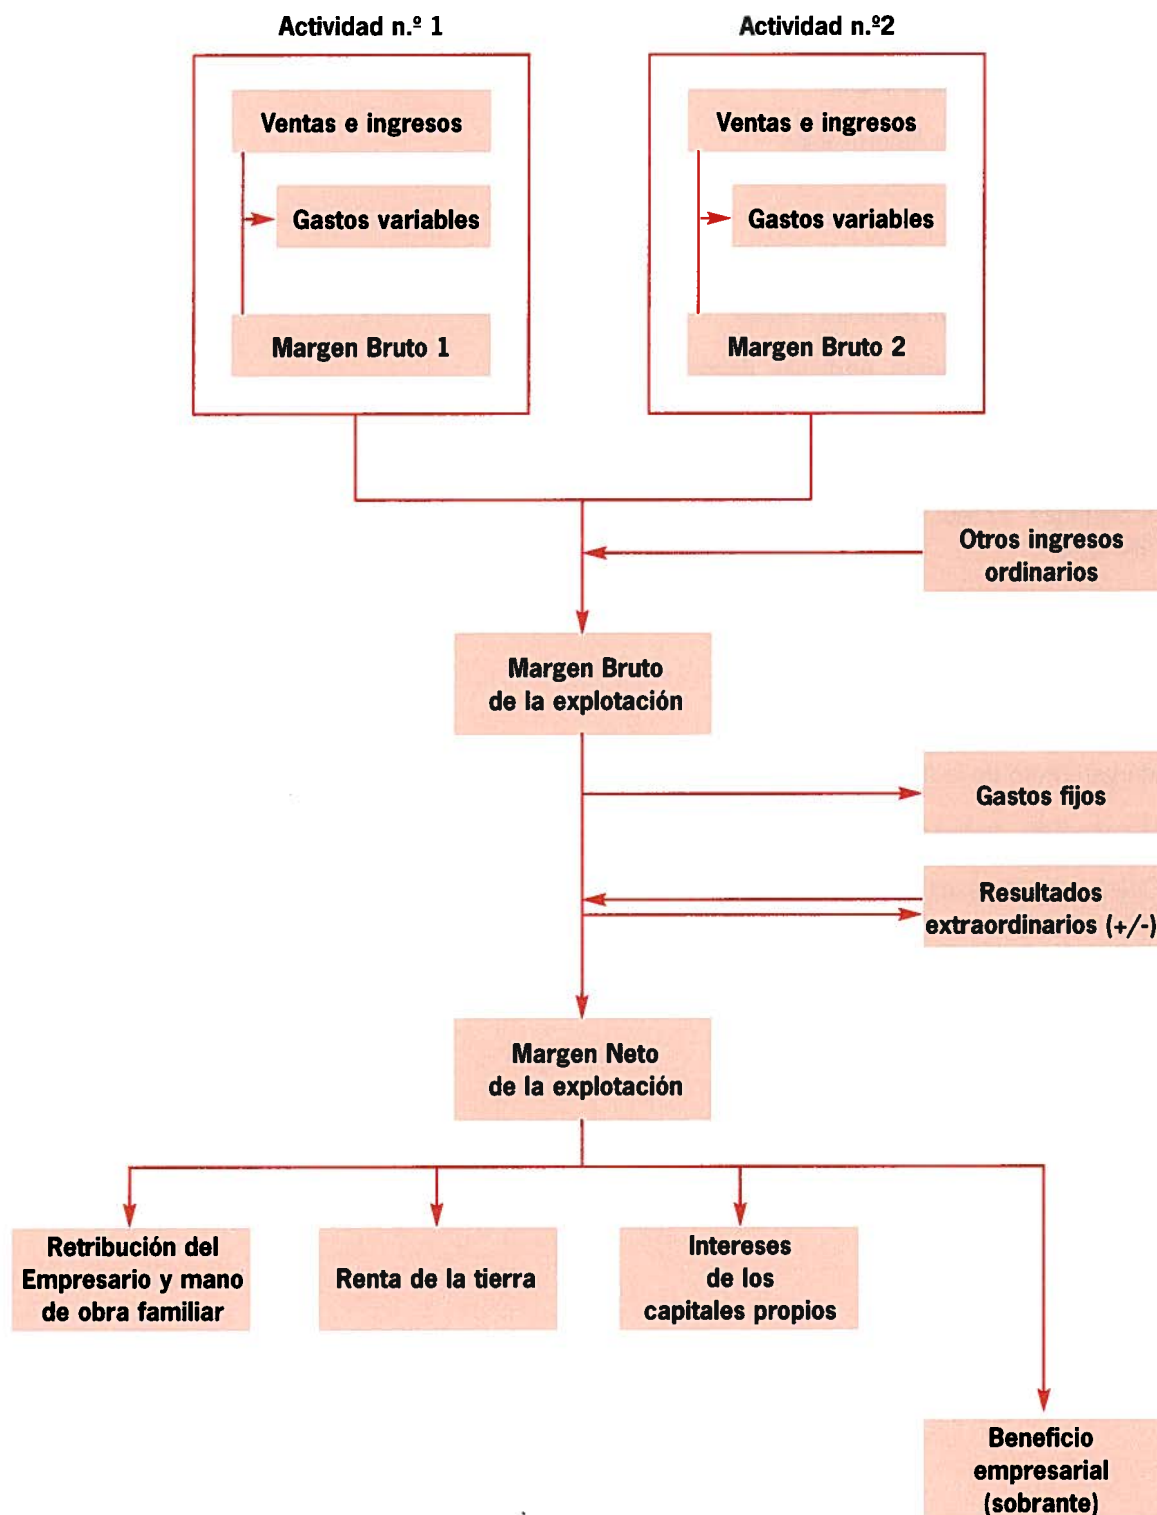 Actividad n.º 1
Actividad n.º2
Ventas e ingresos
Gastos variables
Margen Bruto 1
Ventas e ingresos
Gastos variables
Margen Bruto 2
Otros ingresos
ordinarios
Margen Bruto
de la explotación
Gastos fijos
Resultados
extraordinarios (+/-)
Margen Neto
de la explotación
Retribución del
Empresario y mano
de obra familiar
Renta de la tierra
Intereses
de los
capitales propios
Beneficio
empresarial
(sobrante)